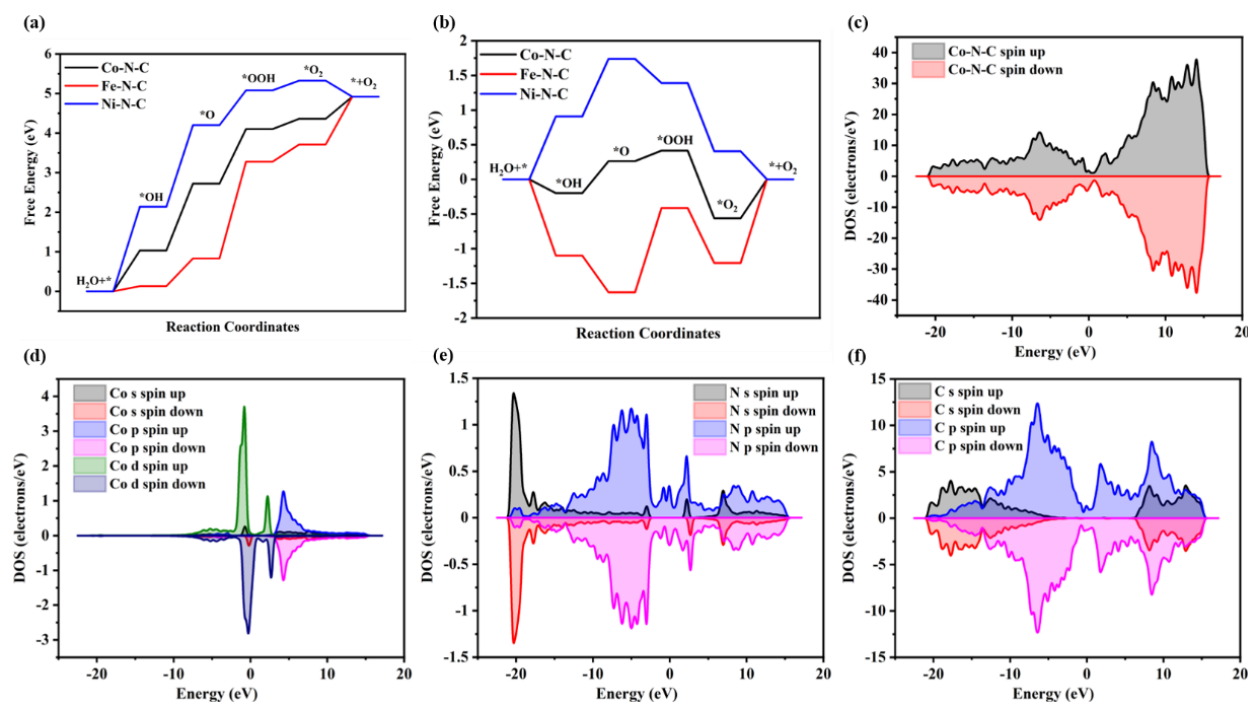 (a)
Co-N-C
Fe-N-C
Ni-N-C
H₂O+*
*OH
*O
*OOH
*O₂
*+O₂
6
5
4
3
2
1
0
Free Energy (eV)
Reaction Coordinates
(b)
Co-N-C
Fe-N-C
Ni-N-C
H₂O+*
*OH
*O
*OOH
*O₂
*+O₂
2
1.5
1
0.5
0
-0.5
-1
-1.5
-2
Free Energy (eV)
Reaction Coordinates
(c)
Co-N-C spin up
Co-N-C spin down
40
30
20
10
0
-10
-20
-30
-40
DOS (electrons/eV)
-20 -10 0 10 20
Energy (eV)
(d)
Co s spin up
Co s spin down
Co p spin up
Co p spin down
Co d spin up
Co d spin down
4
3
2
1
0
-1
-2
-3
DOS (electrons/eV)
-20 -10 0 10 20
Energy (eV)
(e)
N s spin up
N s spin down
N p spin up
N p spin down
1.5
1
0.5
0
-0.5
-1
-1.5
DOS (electrons/eV)
-20 -10 0 10 20
Energy (eV)
(f)
C s spin up
C s spin down
C p spin up
C p spin down
15
10
5
0
-5
-10
-15
DOS (electrons/eV)
-20 -10 0 10 20
Energy (eV)